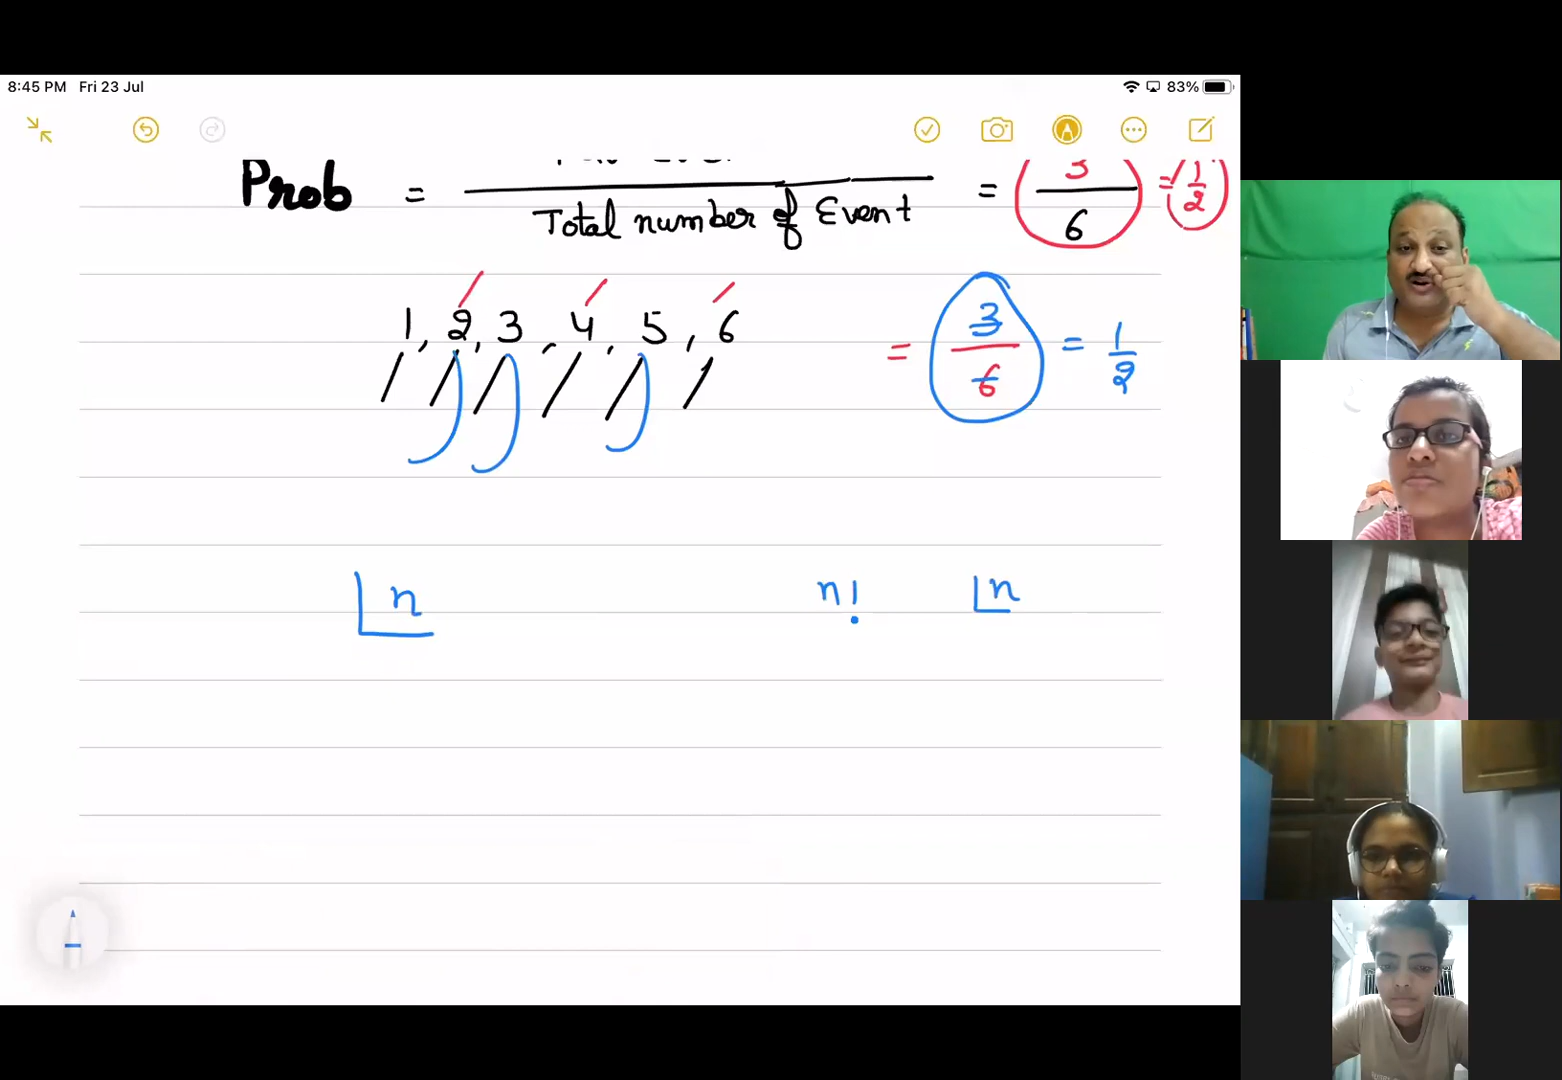 8:45 PM Fri 23 Jul 83%
Prob = Total number of Event = 3/6 = 1/2
1, 2, 3, 4, 5, 6
= 3/6 = 1/2
|n n! |n